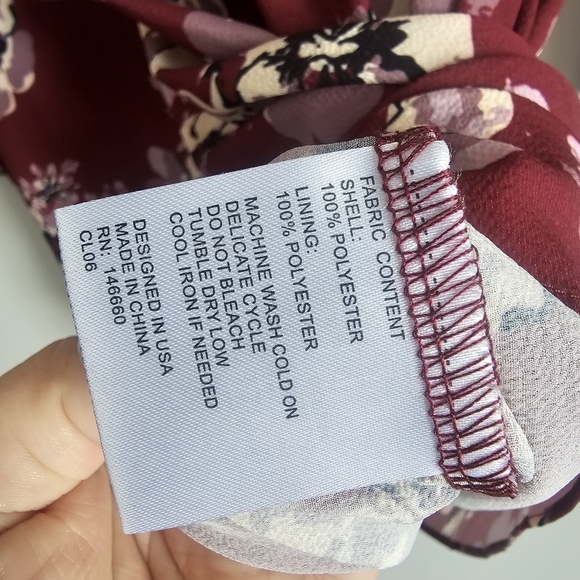 FABRIC CONTENT
SHELL:
100% POLYESTER
LINING:
100% POLYESTER
MACHINE WASH COLD ON
DELICATE CYCLE
DO NOT BLEACH
TUMBLE DRY LOW
COOL IRON IF NEEDED
DESIGNED IN USA
MADE IN CHINA
RN: 146660
CL06